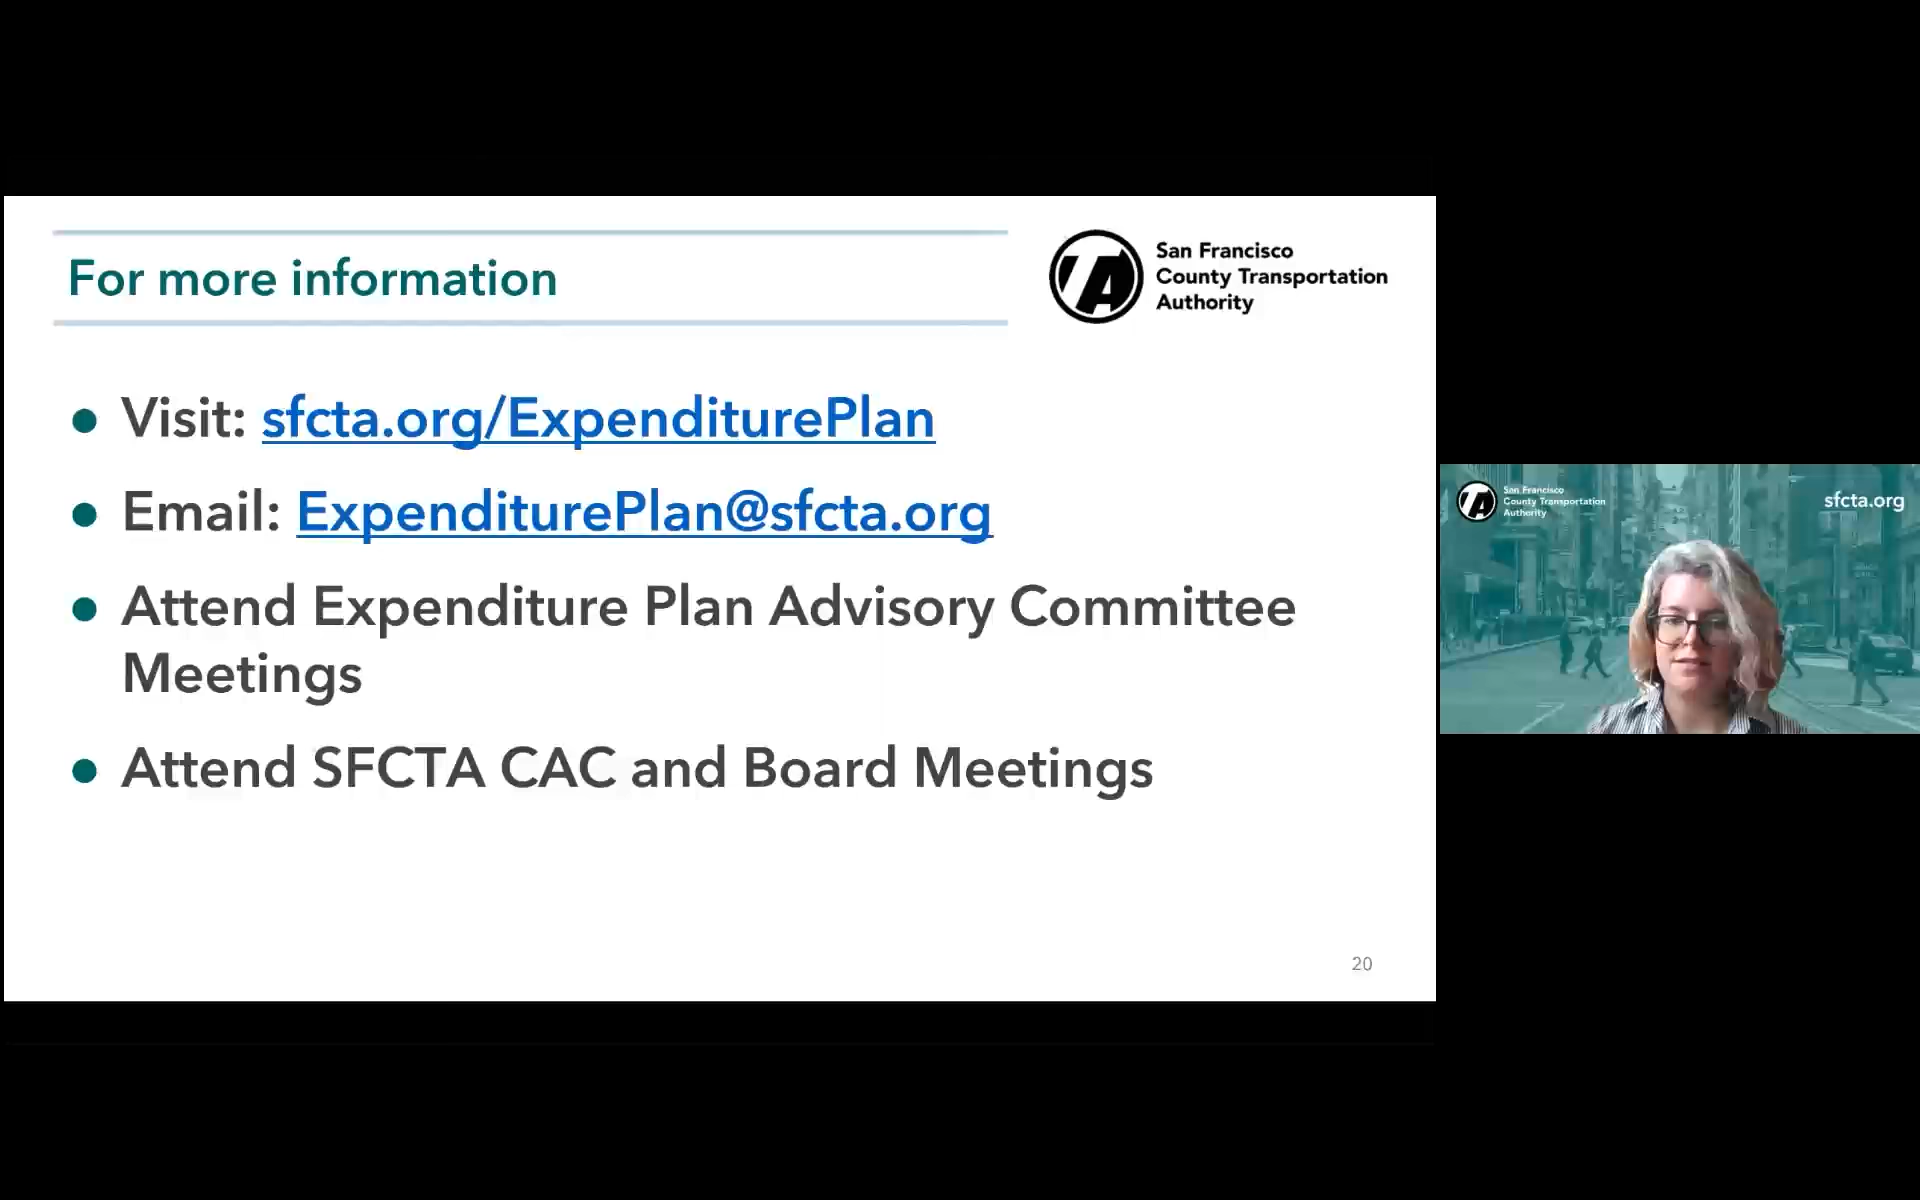 For more information
San Francisco
County Transportation
Authority
Visit: sfcta.org/ExpenditurePlan
Email: ExpenditurePlan@sfcta.org
Attend Expenditure Plan Advisory Committee
Meetings
Attend SFCTA CAC and Board Meetings
20
San Francisco
County Transportation
Authority
sfcta.org